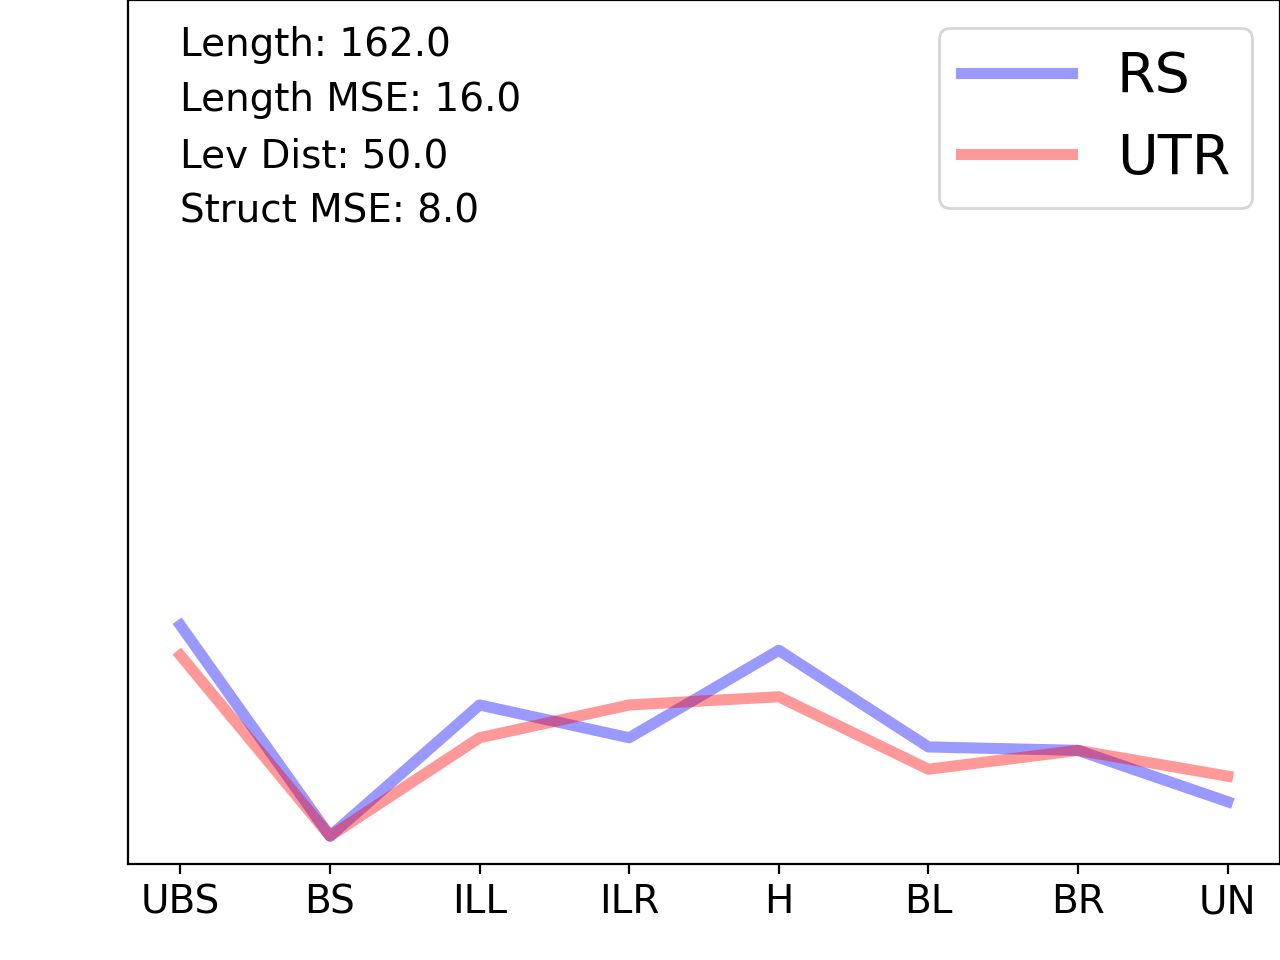 Length: 162.0
Length MSE: 16.0
Lev Dist: 50.0
Struct MSE: 8.0
RS
UTR
UBS BS ILL ILR H BL BR UN